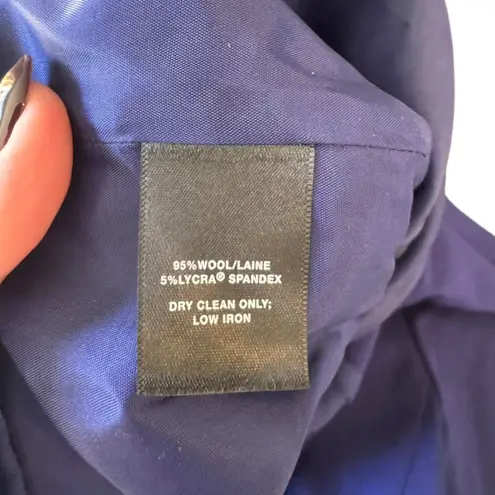 95%WOOL/LAINE
5%LYCRA® SPANDEX
DRY CLEAN ONLY;
LOW IRON